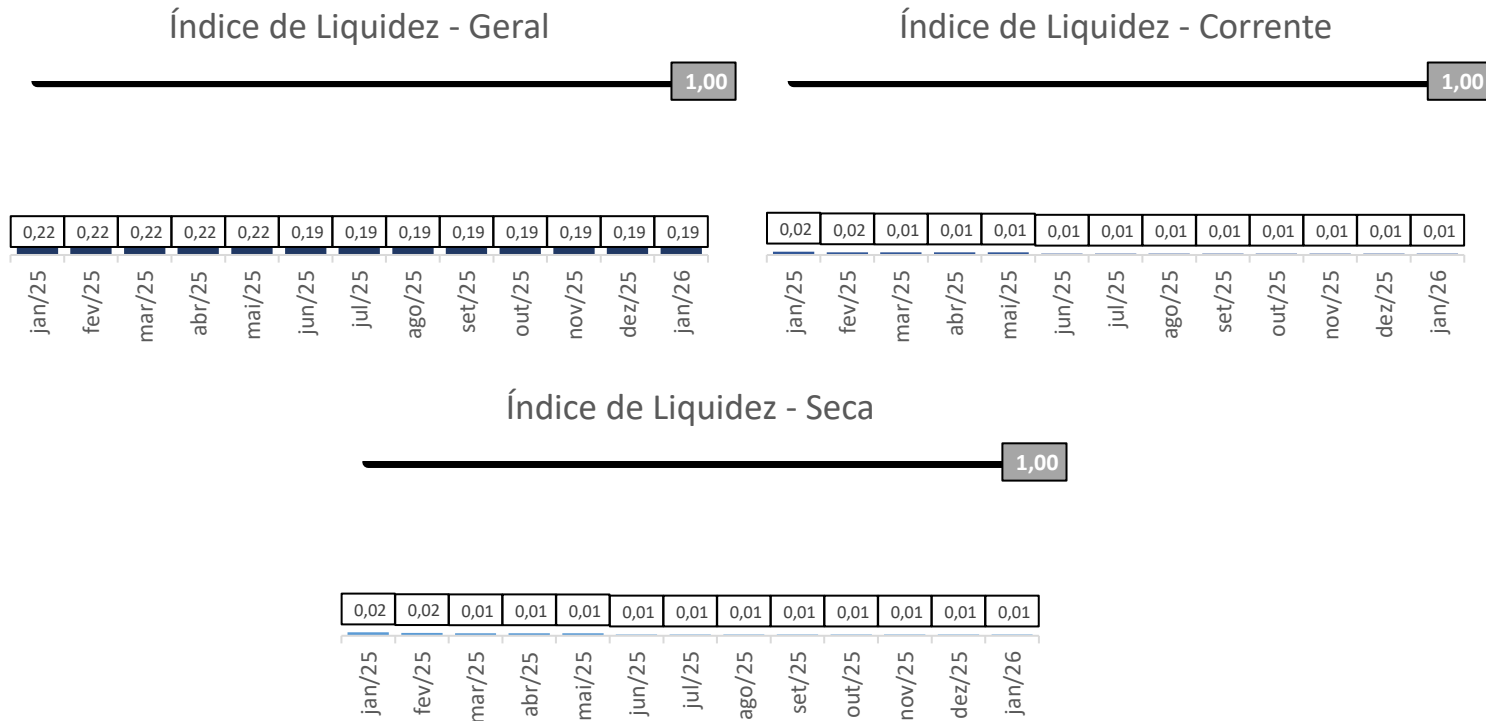 Índice de Liquidez - Geral
1,00
0,22 0,22 0,22 0,22 0,22 0,19 0,19 0,19 0,19 0,19 0,19 0,19 0,19
jan/25 fev/25 mar/25 abr/25 mai/25 jun/25 jul/25 ago/25 set/25 out/25 nov/25 dez/25 jan/26
Índice de Liquidez - Corrente
1,00
0,02 0,02 0,01 0,01 0,01 0,01 0,01 0,01 0,01 0,01 0,01 0,01 0,01
jan/25 fev/25 mar/25 abr/25 mai/25 jun/25 jul/25 ago/25 set/25 out/25 nov/25 dez/25 jan/26
Índice de Liquidez - Seca
1,00
0,02 0,02 0,01 0,01 0,01 0,01 0,01 0,01 0,01 0,01 0,01 0,01 0,01
jan/25 fev/25 mar/25 abr/25 mai/25 jun/25 jul/25 ago/25 set/25 out/25 nov/25 dez/25 jan/26